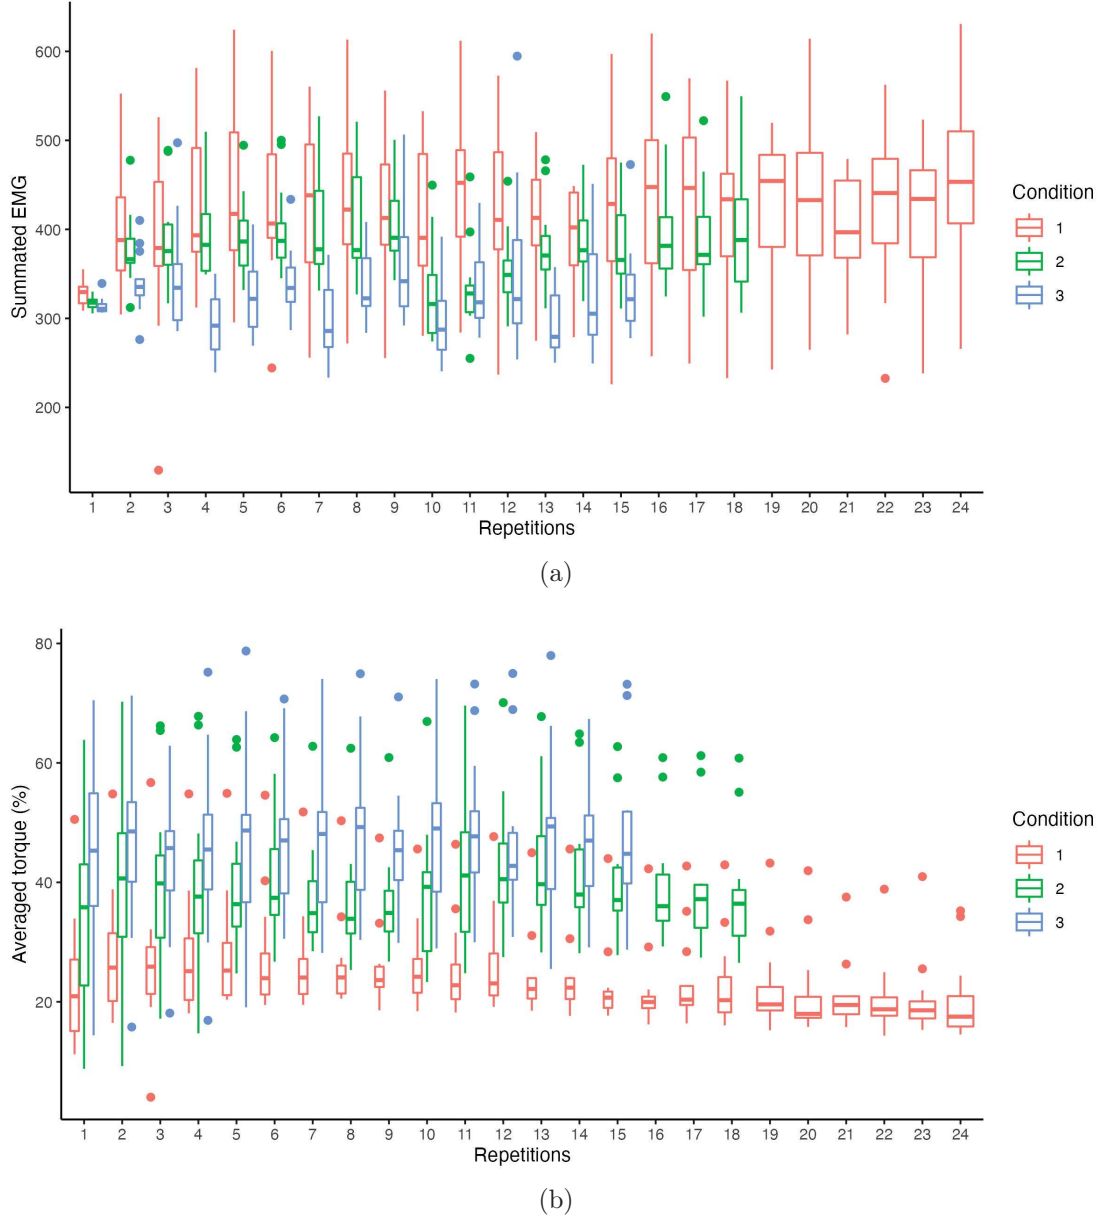 600
500
400
300
200
Summated EMG
1 2 3 4 5 6 7 8 9 10 11 12 13 14 15 16 17 18 19 20 21 22 23 24
Repetitions
Condition
1
2
3
(a)
80
60
40
20
Averaged torque (%)
1 2 3 4 5 6 7 8 9 10 11 12 13 14 15 16 17 18 19 20 21 22 23 24
Repetitions
Condition
1
2
3
(b)